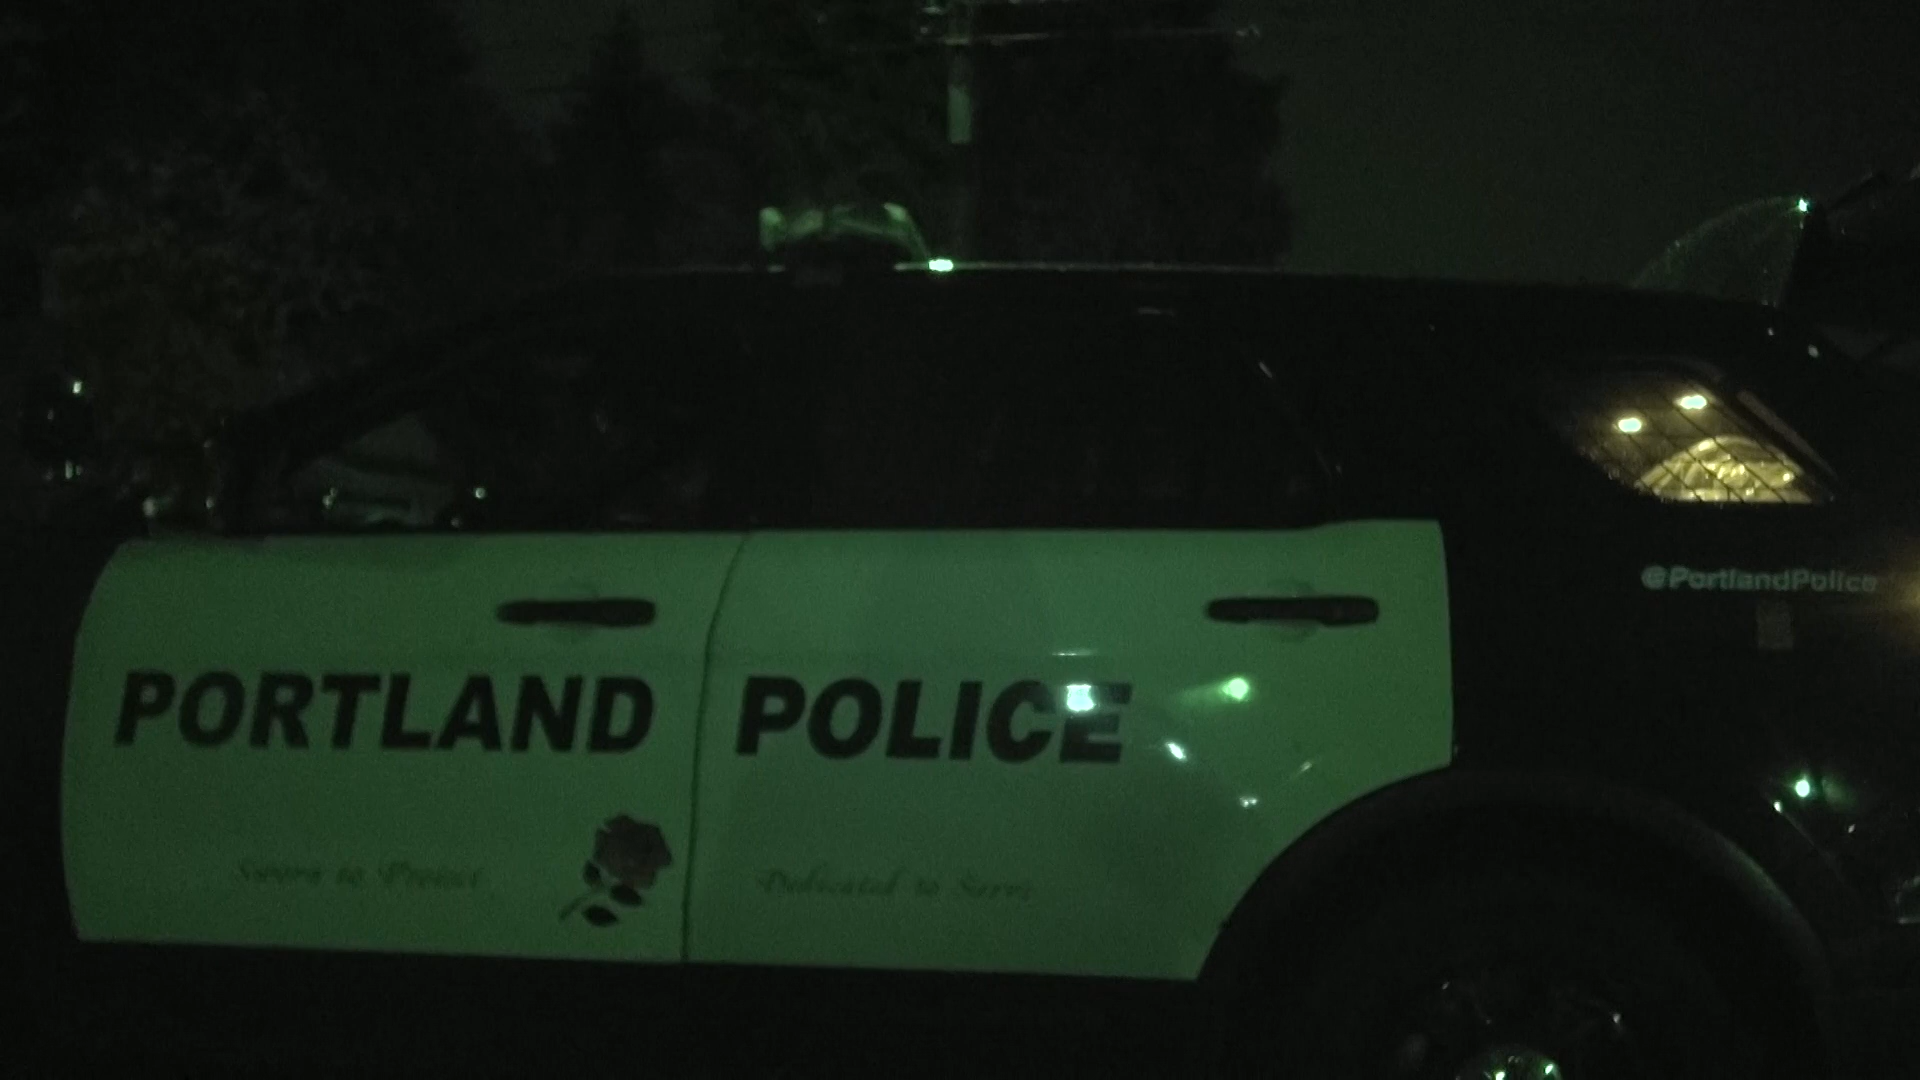 @PortlandPolice
PORTLAND POLICE
Sworn to Protect
Dedicated to Serve